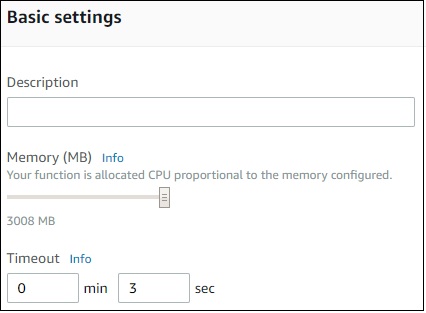 Basic settings
Description
Memory (MB) Info
Your function is allocated CPU proportional to the memory configured.
3008 MB
Timeout Info
0 min 3 sec